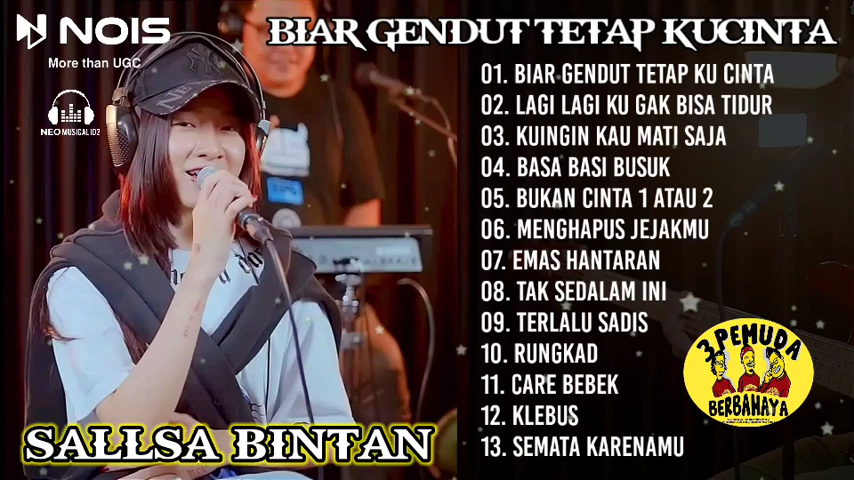 NOIS
More than UGC
NEO MUSICAL ID2
BIAR GENDUT TETAP KUCINTA
01. BIAR GENDUT TETAP KU CINTA
02. LAGI LAGI KU GAK BISA TIDUR
03. KUINGIN KAU MATI SAJA
04. BASA BASI BUSUK
05. BUKAN CINTA 1 ATAU 2
06. MENGHAPUS JEJAKMU
07. EMAS HANTARAN
08. TAK SEDALAM INI
09. TERLALU SADIS
10. RUNGKAD
11. CARE BEBEK
12. KLEBUS
13. SEMATA KARENAMU
3 PEMUDA
BERBAHAYA
SALLSA BINTAN